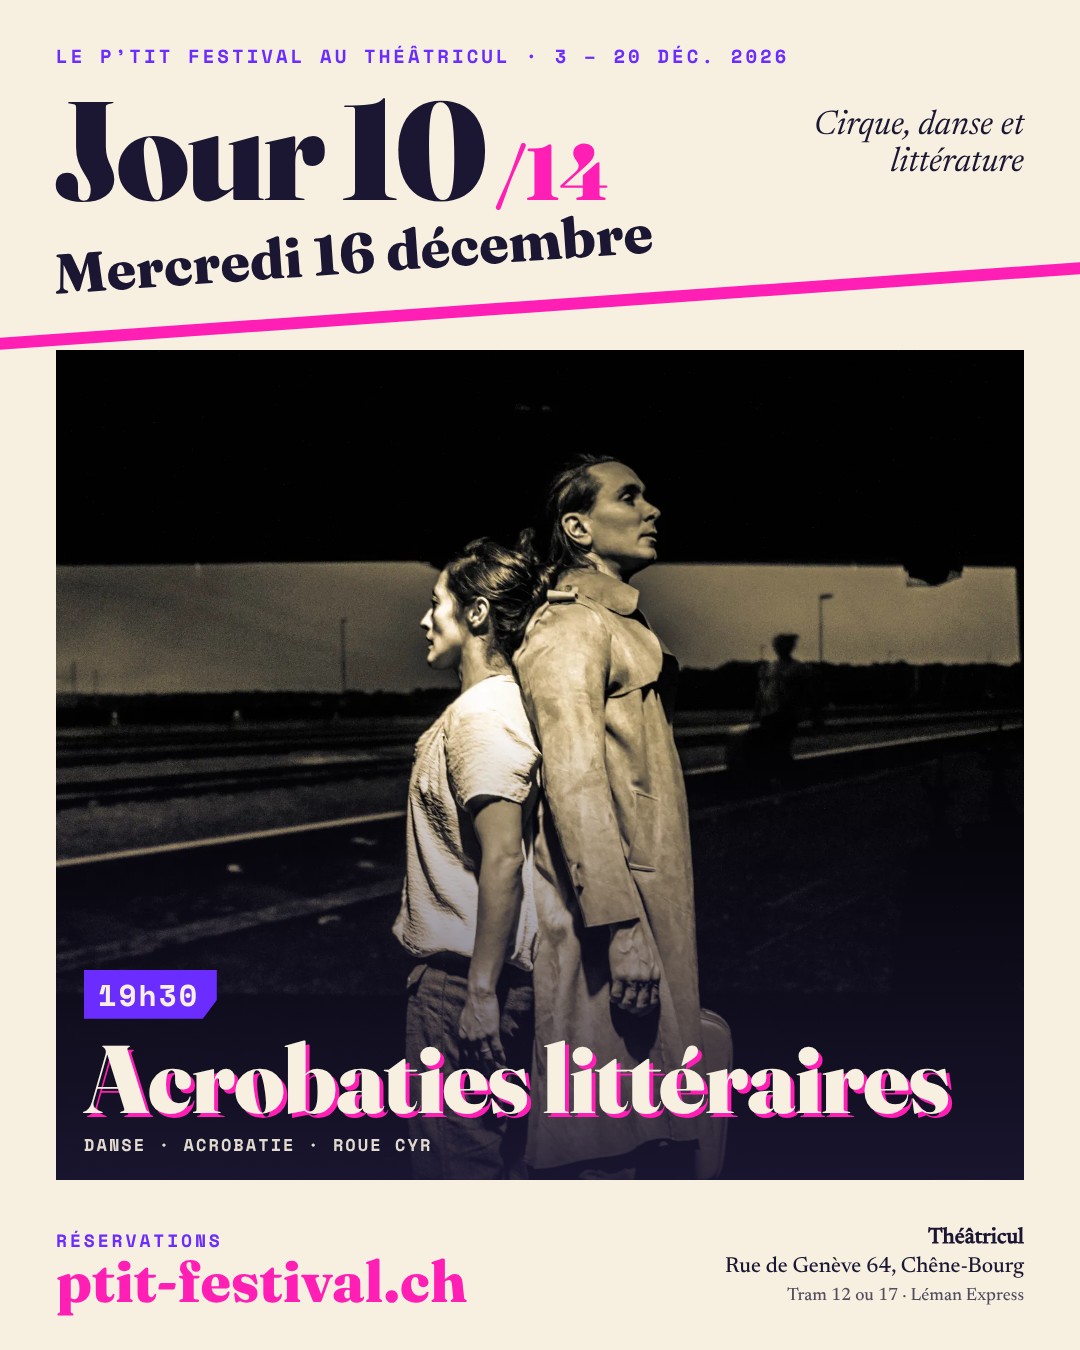 LE P'TIT FESTIVAL AU THÉÂTRICUL · 3 – 20 DÉC. 2026
Jour 10 /14
Cirque, danse et
littérature
Mercredi 16 décembre
19h30
Acrobaties littéraires
DANSE · ACROBATIE · ROUE CYR
RÉSERVATIONS
ptit-festival.ch
Théâtricul
Rue de Genève 64, Chêne-Bourg
Tram 12 ou 17 · Léman Express